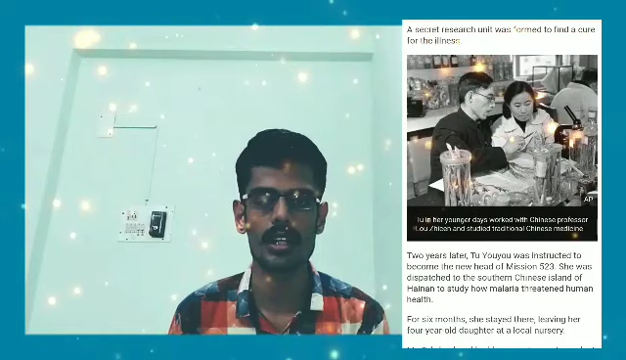 A secret research unit was formed to find a cure
for the illness.
AP
Tu in her younger days worked with Chinese professor
Lou Zhicen and studied traditional Chinese medicine
Two years later, Tu Youyou was instructed to
become the new head of Mission 523. She was
dispatched to the southern Chinese island of
Hainan to study how malaria threatened human
health.
For six months, she stayed there, leaving her
four year old daughter at a local nursery.